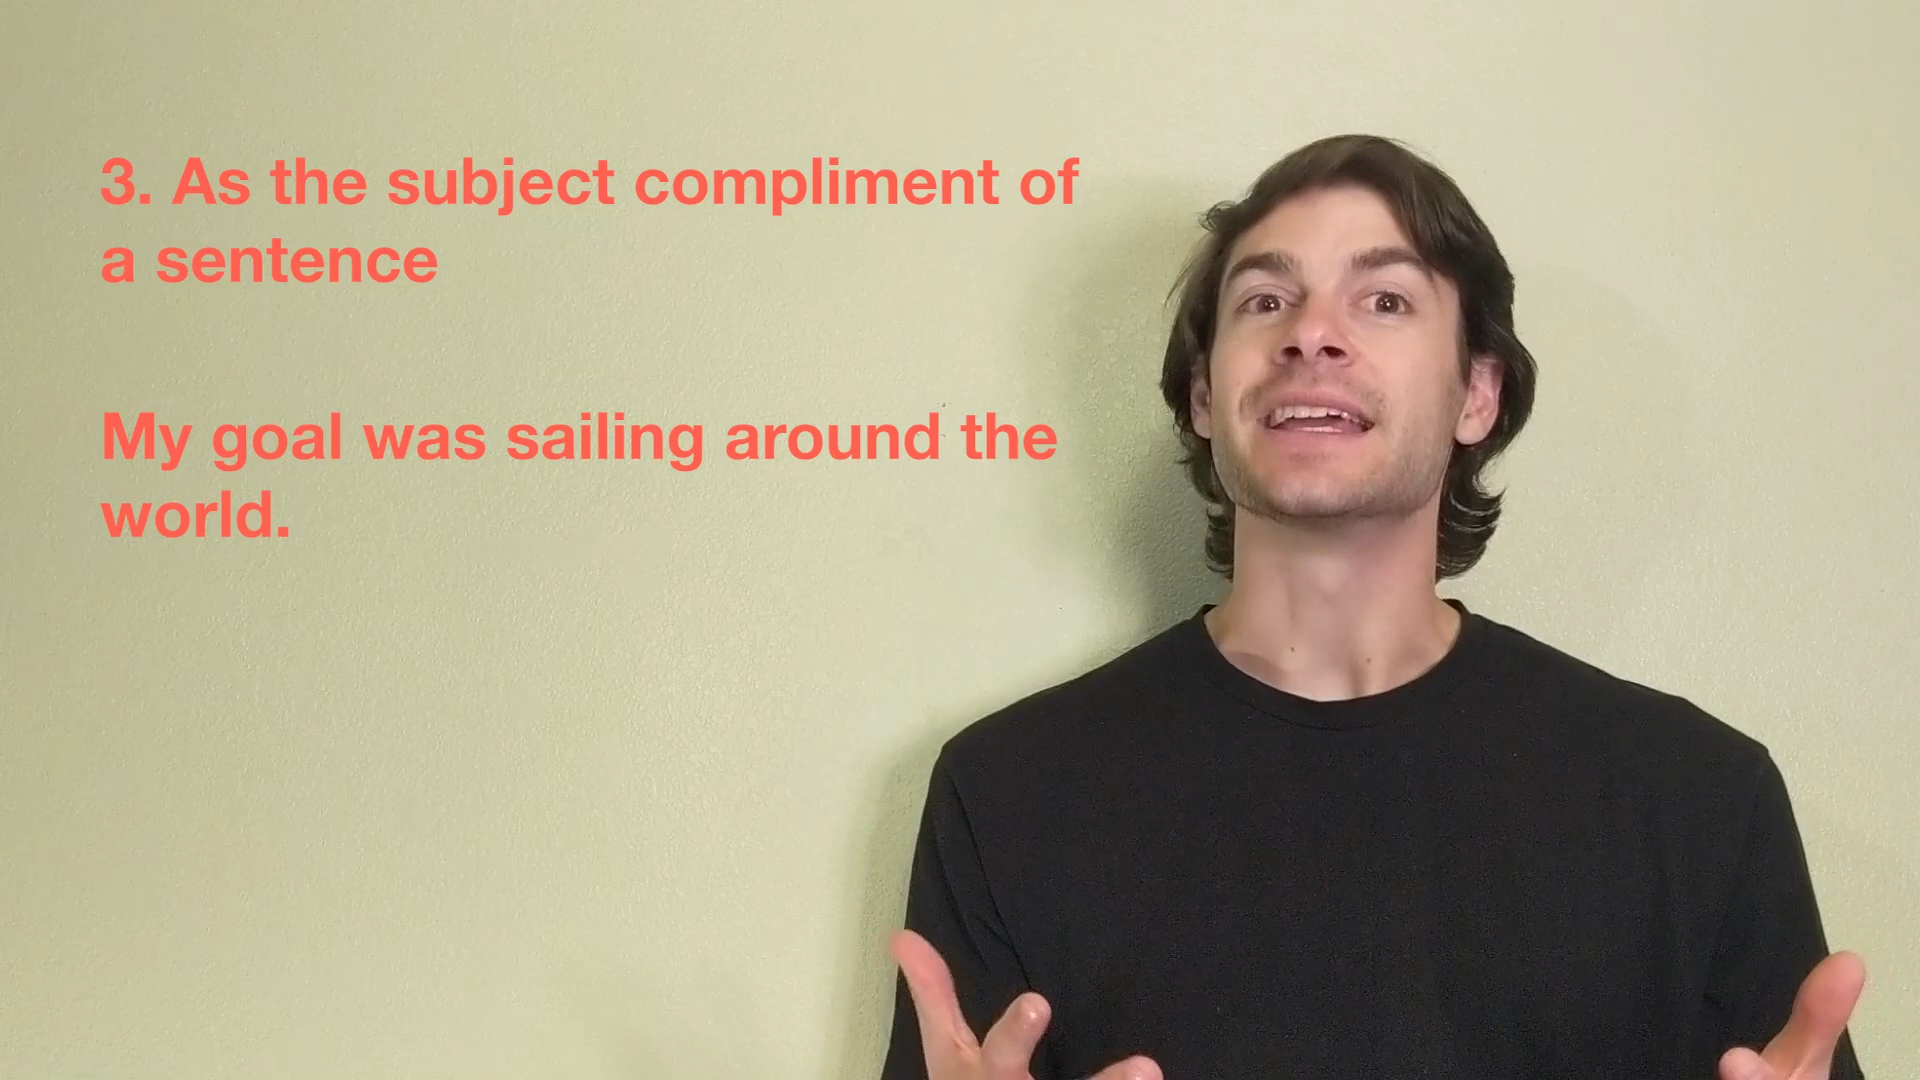 3. As the subject compliment of
a sentence
My goal was sailing around the
world.